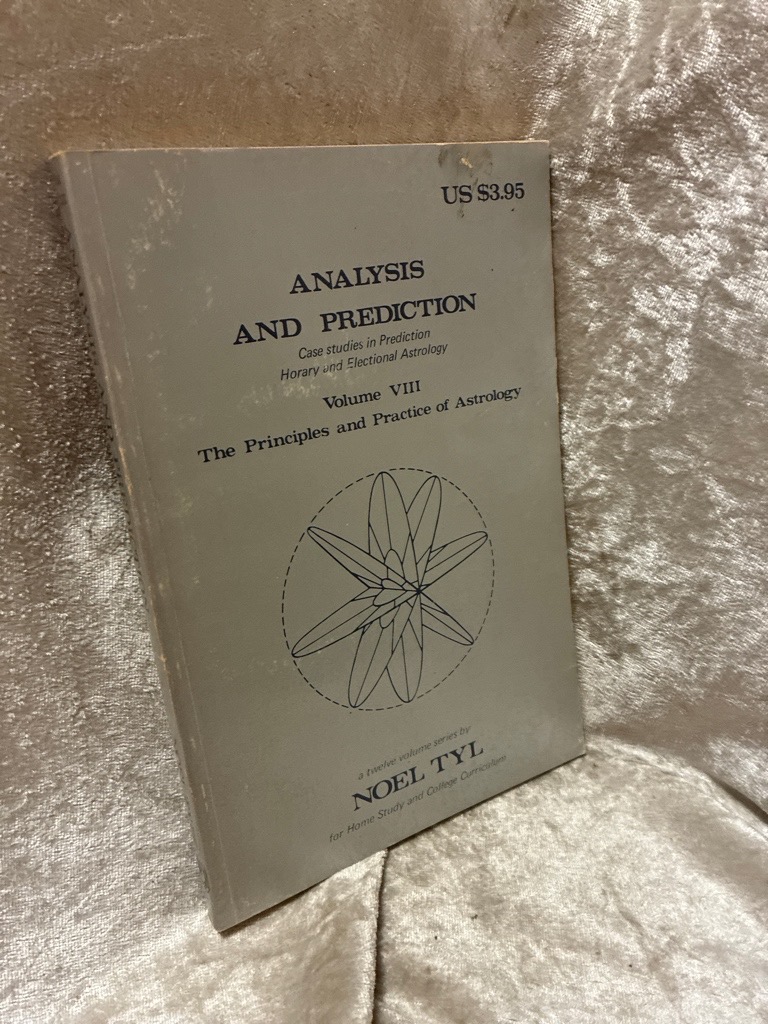 US $3.95
ANALYSIS
AND PREDICTION
Case studies in Prediction
Horary and Electional Astrology
Volume VIII
The Principles and Practice of Astrology
a twelve volume series by
NOEL TYL
for Home Study and College Curriculum